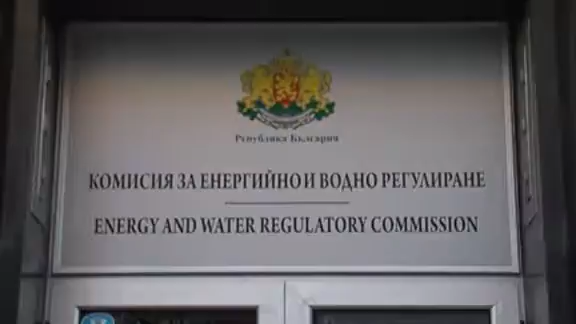 Република България
КОМИСИЯ ЗА ЕНЕРГИЙНО И ВОДНО РЕГУЛИРАНЕ
ENERGY AND WATER REGULATORY COMMISSION